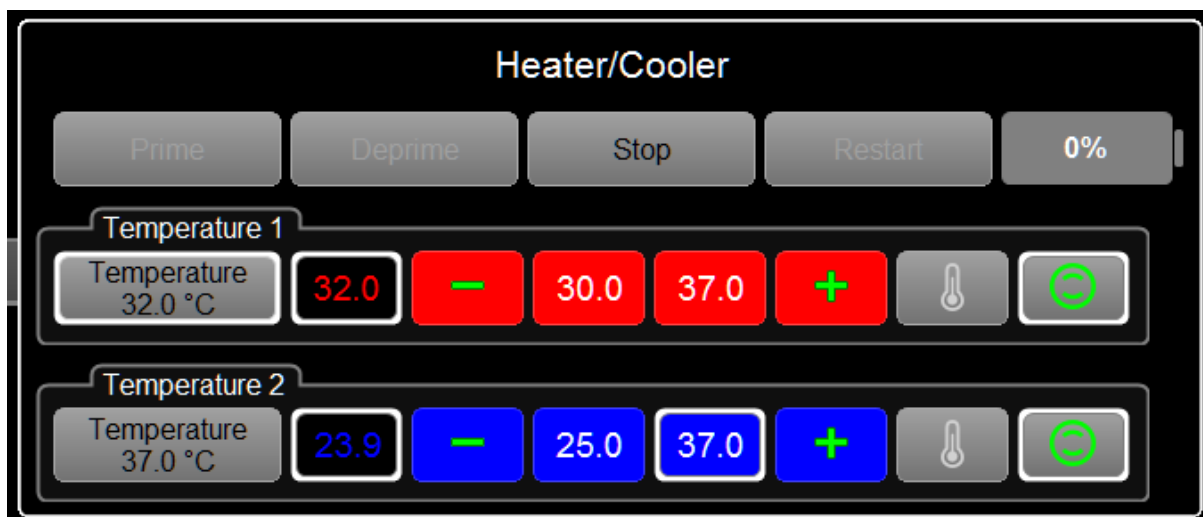 Heater/Cooler
Prime Deprime Stop Restart 0%
Temperature 1
Temperature
32.0 °C
32.0 − 30.0 37.0 +
Temperature 2
Temperature
37.0 °C
23.9 − 25.0 37.0 +